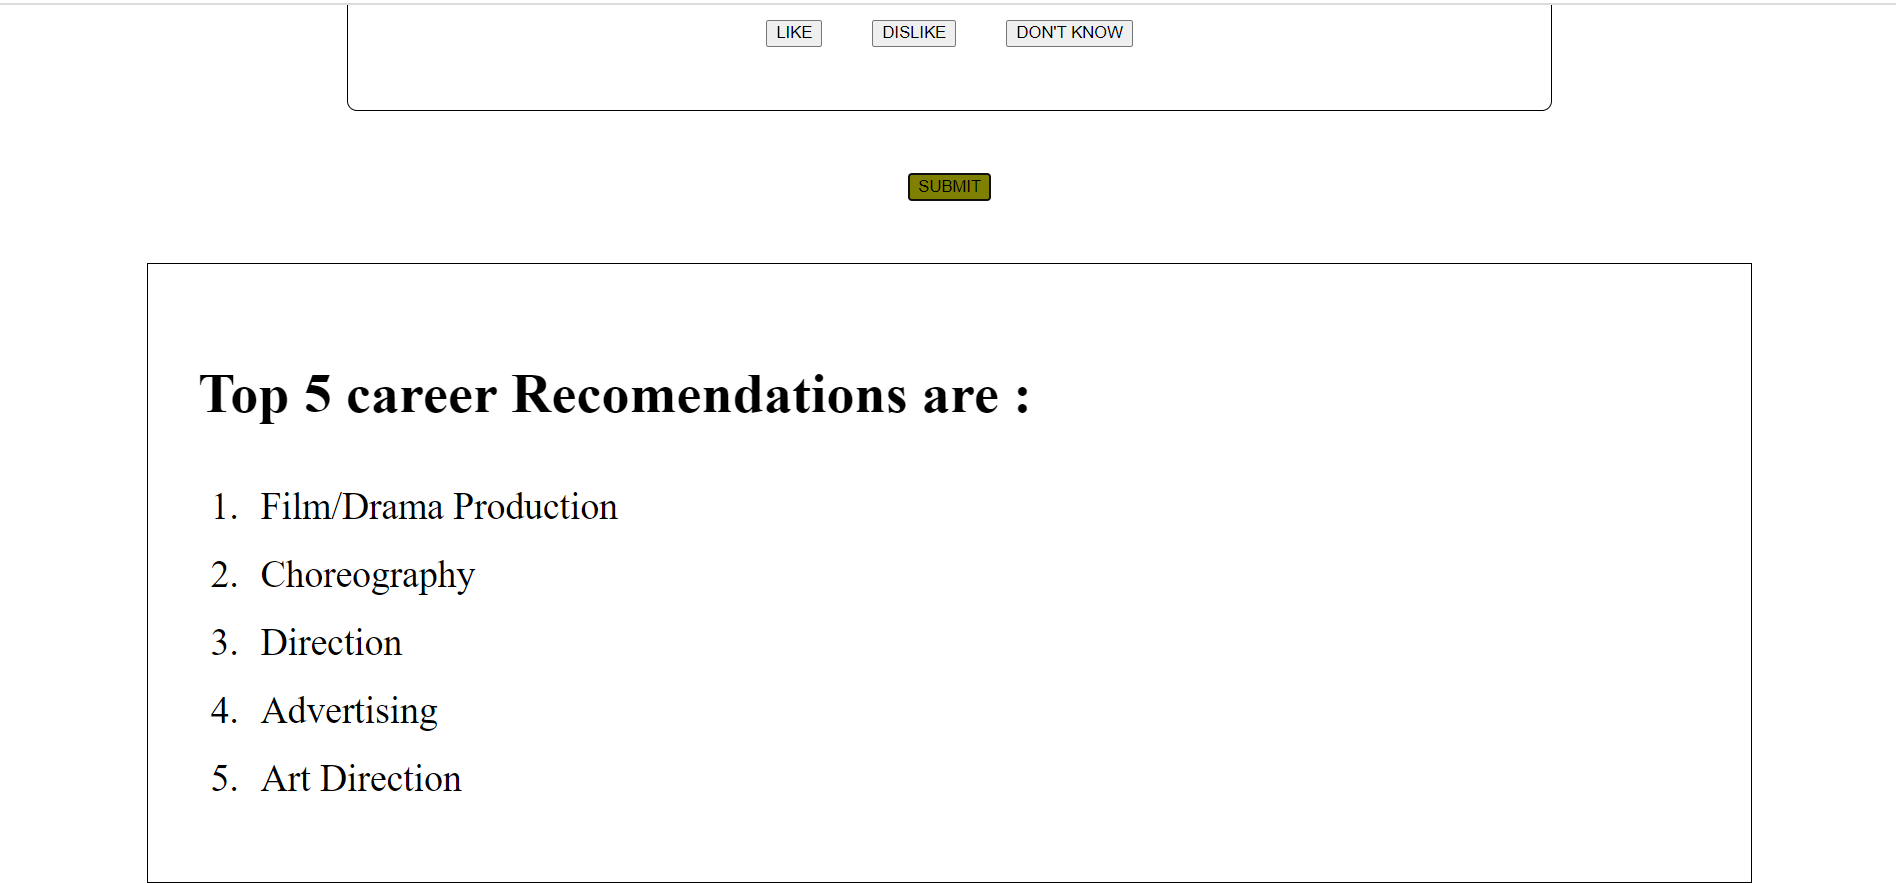 LIKE DISLIKE DON'T KNOW
SUBMIT
Top 5 career Recomendations are :
1. Film/Drama Production
2. Choreography
3. Direction
4. Advertising
5. Art Direction